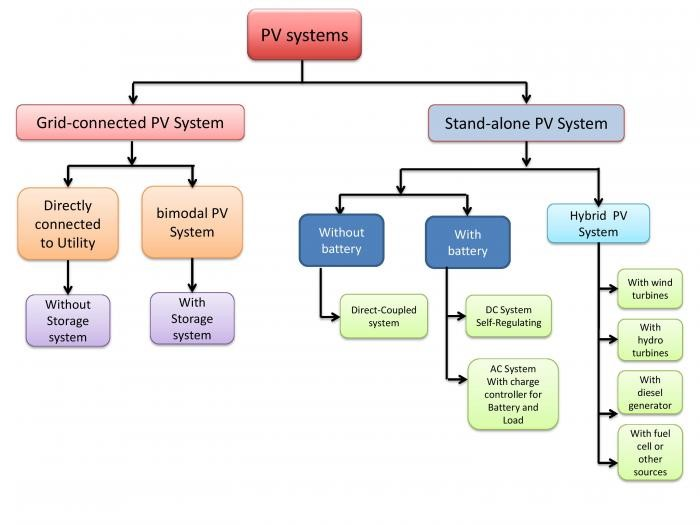 PV systems
Grid-connected PV System
Stand-alone PV System
Directly
connected
to Utility
bimodal PV
System
Without
battery
With
battery
Hybrid PV
System
Without
Storage
system
With
Storage
system
Direct-Coupled
system
DC System
Self-Regulating
AC System
With charge
controller for
Battery and
Load
With wind
turbines
With
hydro
turbines
With
diesel
generator
With fuel
cell or
other
sources